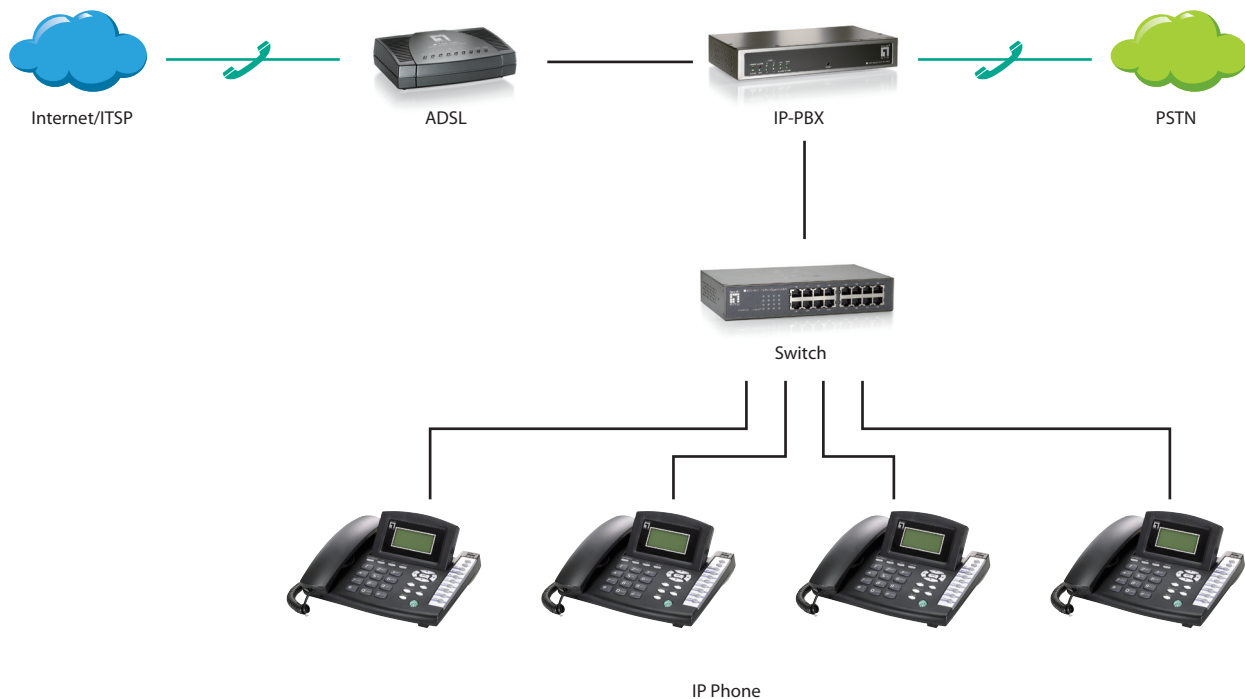 Internet/ITSP
ADSL
IP-PBX
PSTN
Switch
IP Phone